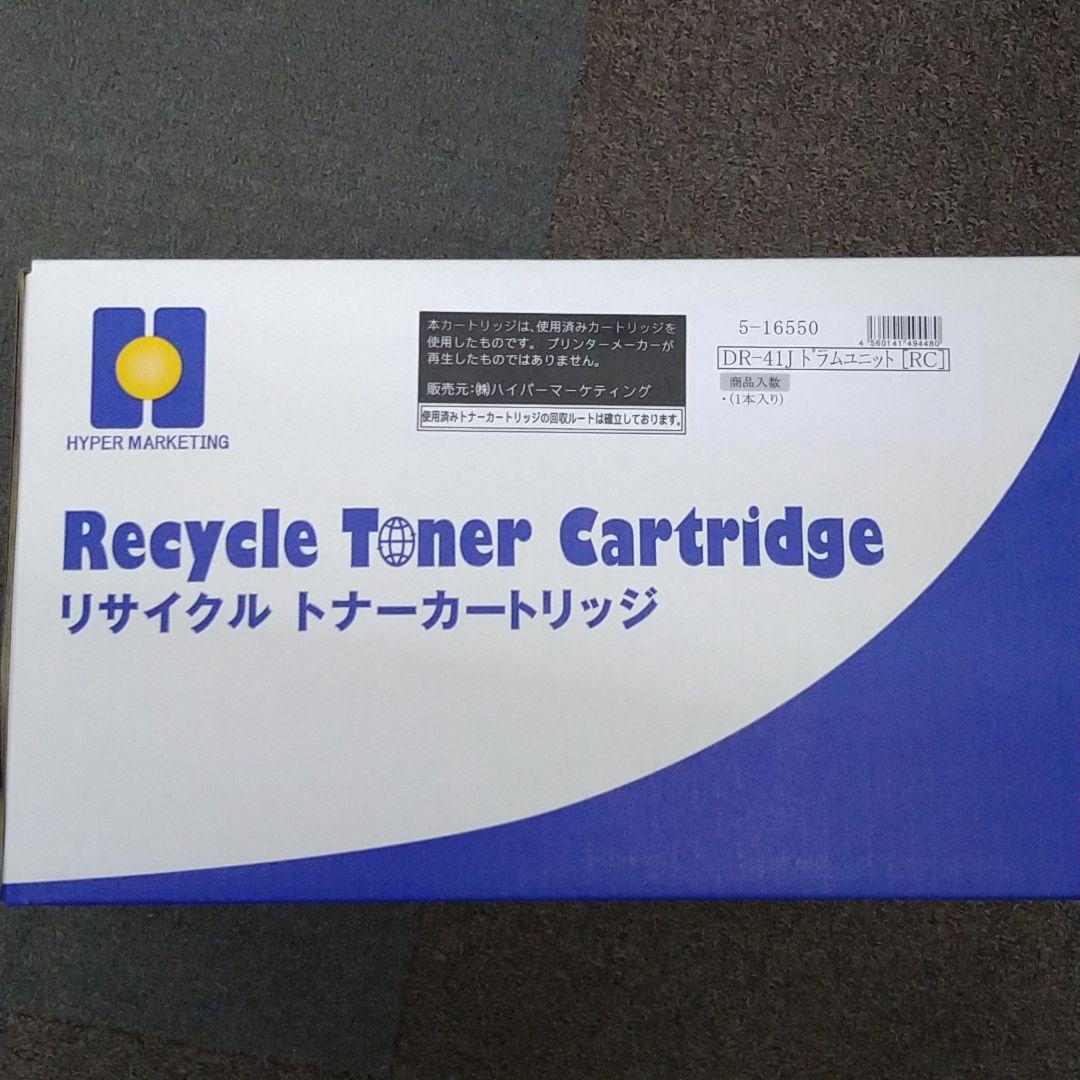 HYPER MARKETING
本カートリッジは、使用済みカートリッジを
使用したものです。 プリンターメーカーが
再生したものではありません。
販売元:㈱ハイパーマーケティング
使用済みトナーカートリッジの回収ルートは確立しております。
5-16550
4 560141 494480
DR-41J ドラムユニット [RC]
商品入数
・(1本入り)
Recycle Toner Cartridge
リサイクル トナーカートリッジ